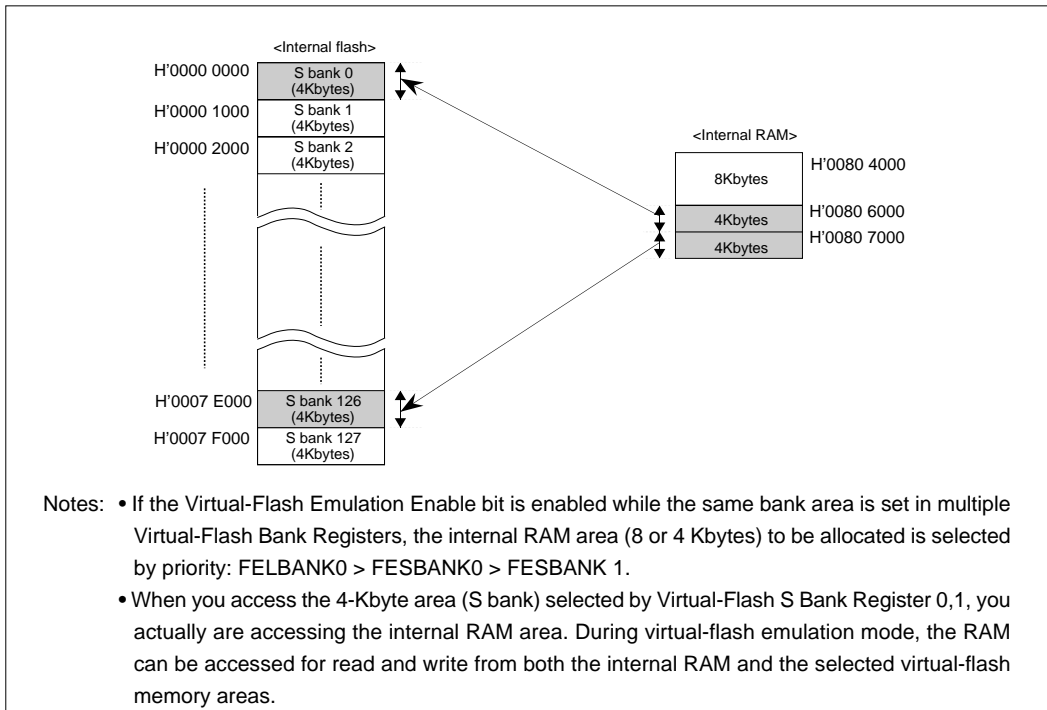 <Internal flash>
H'0000 0000
S bank 0
(4Kbytes)
H'0000 1000
S bank 1
(4Kbytes)
H'0000 2000
S bank 2
(4Kbytes)
<Internal RAM>
8Kbytes
H'0080 4000
4Kbytes
H'0080 6000
4Kbytes
H'0080 7000
H'0007 E000
S bank 126
(4Kbytes)
H'0007 F000
S bank 127
(4Kbytes)
Notes: • If the Virtual-Flash Emulation Enable bit is enabled while the same bank area is set in multiple
Virtual-Flash Bank Registers, the internal RAM area (8 or 4 Kbytes) to be allocated is selected
by priority: FELBANK0 > FESBANK0 > FESBANK 1.
• When you access the 4-Kbyte area (S bank) selected by Virtual-Flash S Bank Register 0,1, you
actually are accessing the internal RAM area. During virtual-flash emulation mode, the RAM
can be accessed for read and write from both the internal RAM and the selected virtual-flash
memory areas.